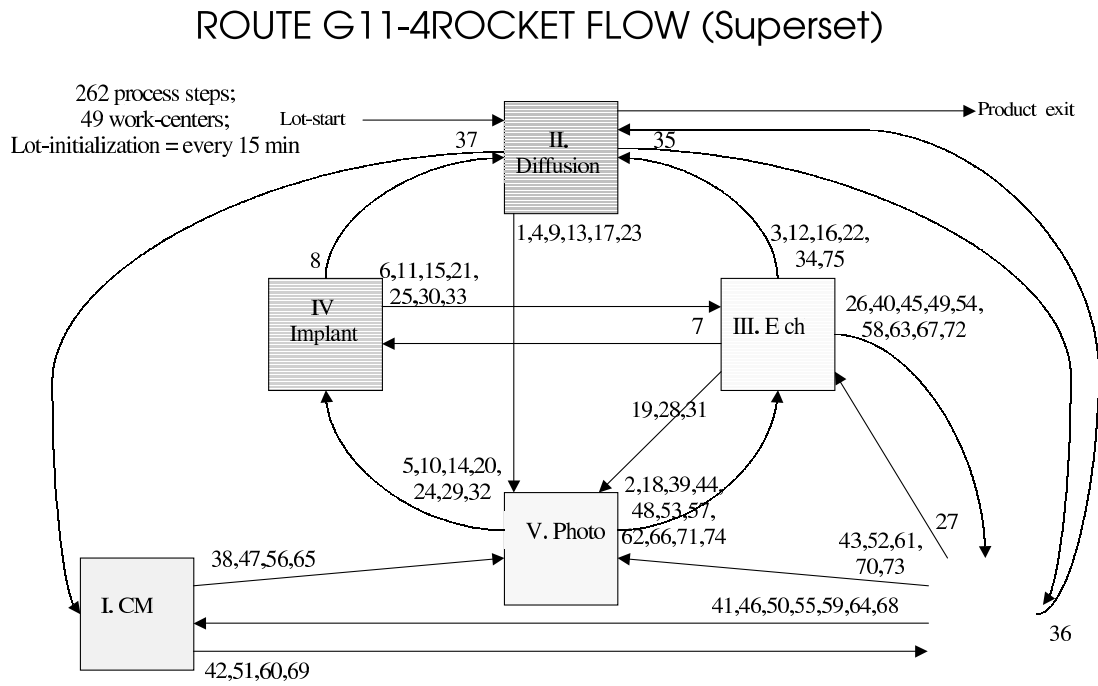 ROUTE G11-4ROCKET FLOW (Superset)
262 process steps;
49 work-centers;
Lot-initialization = every 15 min
Lot-start
Product exit
37
II.
Diffusion
35
1,4,9,13,17,23
3,12,16,22,
34,75
8
6,11,15,21,
25,30,33
IV
Implant
7
III. E ch
26,40,45,49,54,
58,63,67,72
19,28,31
5,10,14,20,
24,29,32
2,18,39,44,
48,53,57,
62,66,71,74
V. Photo
27
43,52,61,
70,73
38,47,56,65
I. CM
41,46,50,55,59,64,68
36
42,51,60,69